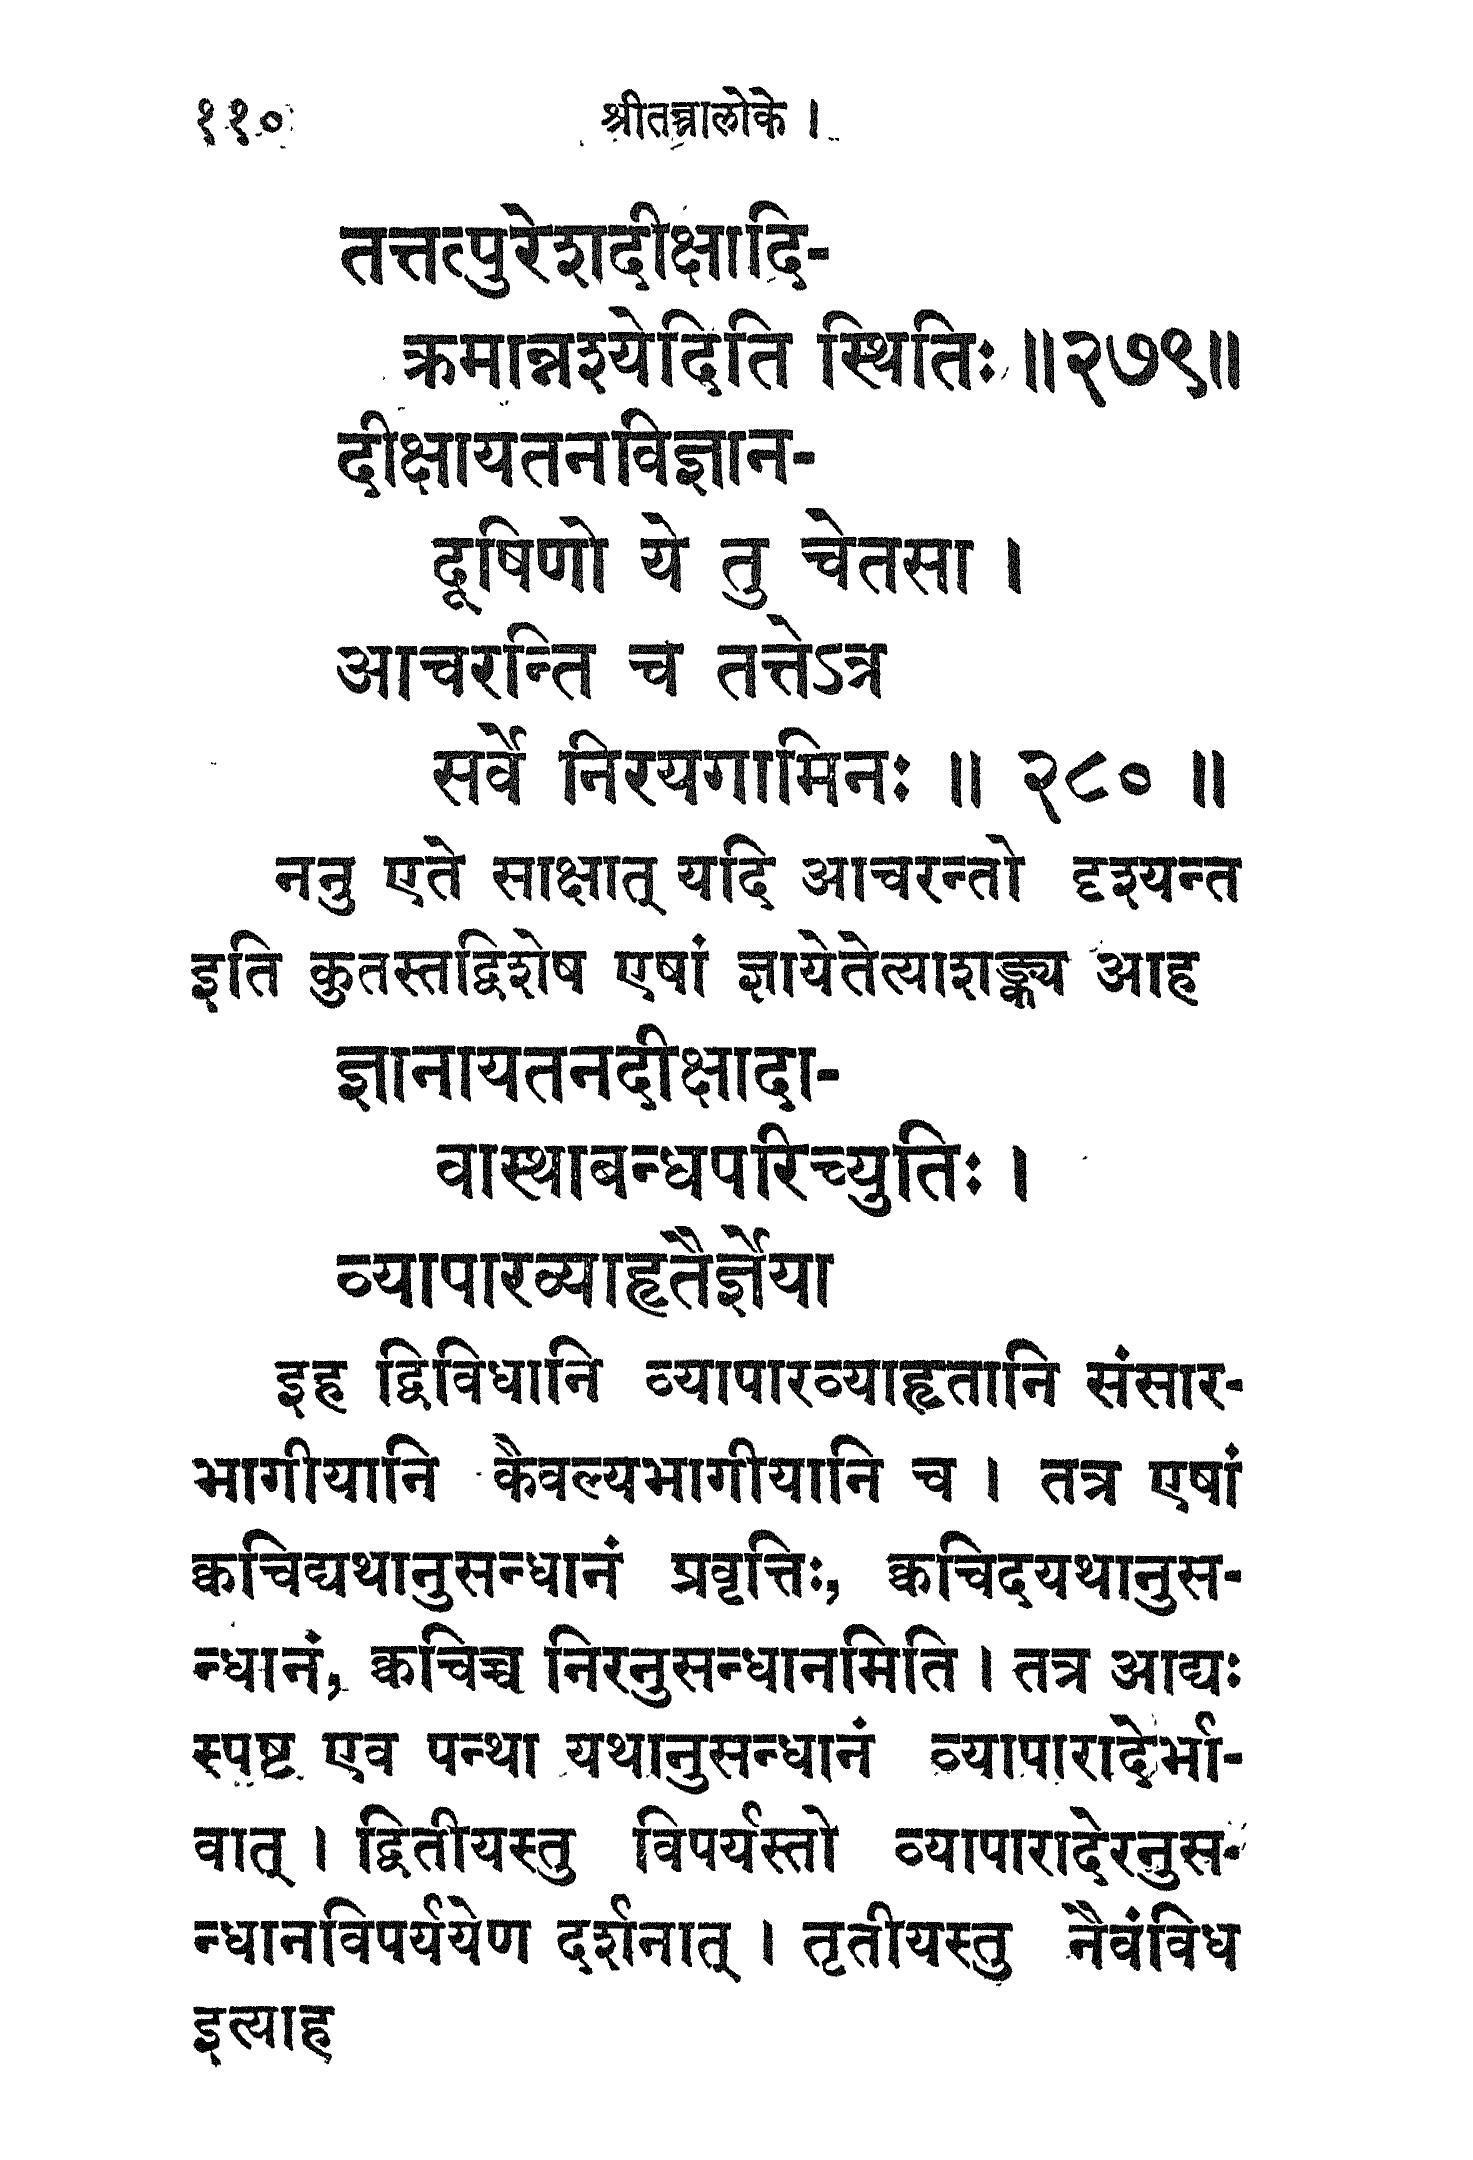 ११० श्रीतन्त्रालोके ।
तत्तत्पुरेशदीक्षादि-
क्रमान्नश्येदिति स्थितिः ॥२७९॥
दीक्षायतनविज्ञान-
दूषिणो ये तु चेतसा ।
आचरन्ति च तत्तेऽत्र
सर्वे निरयगामिनः ॥ २८० ॥
ननु एते साक्षात् यदि आचरन्तो दृश्यन्त
इति कुतस्तद्विशेष एषां ज्ञायेतेत्याशङ्क्य आह
ज्ञानायतनदीक्षादा-
वास्थाबन्धपरिच्युतिः ।
व्यापारव्याहृतैर्ज्ञेया
इह द्विविधानि व्यापारव्याहृतानि संसार-
भागीयानि कैवल्यभागीयानि च । तत्र एषां
क्वचिद्यथानुसन्धानं प्रवृत्तिः, क्वचिदयथानुस-
न्धानं, क्वचिच्च निरनुसन्धानमिति । तत्र आद्यः
स्पष्ट एव पन्था यथानुसन्धानं व्यापारादेर्भा-
वात् । द्वितीयस्तु विपर्यस्तो व्यापारादेरनुस-
न्धानविपर्ययेण दर्शनात् । तृतीयस्तु नैवंविध
इत्याह